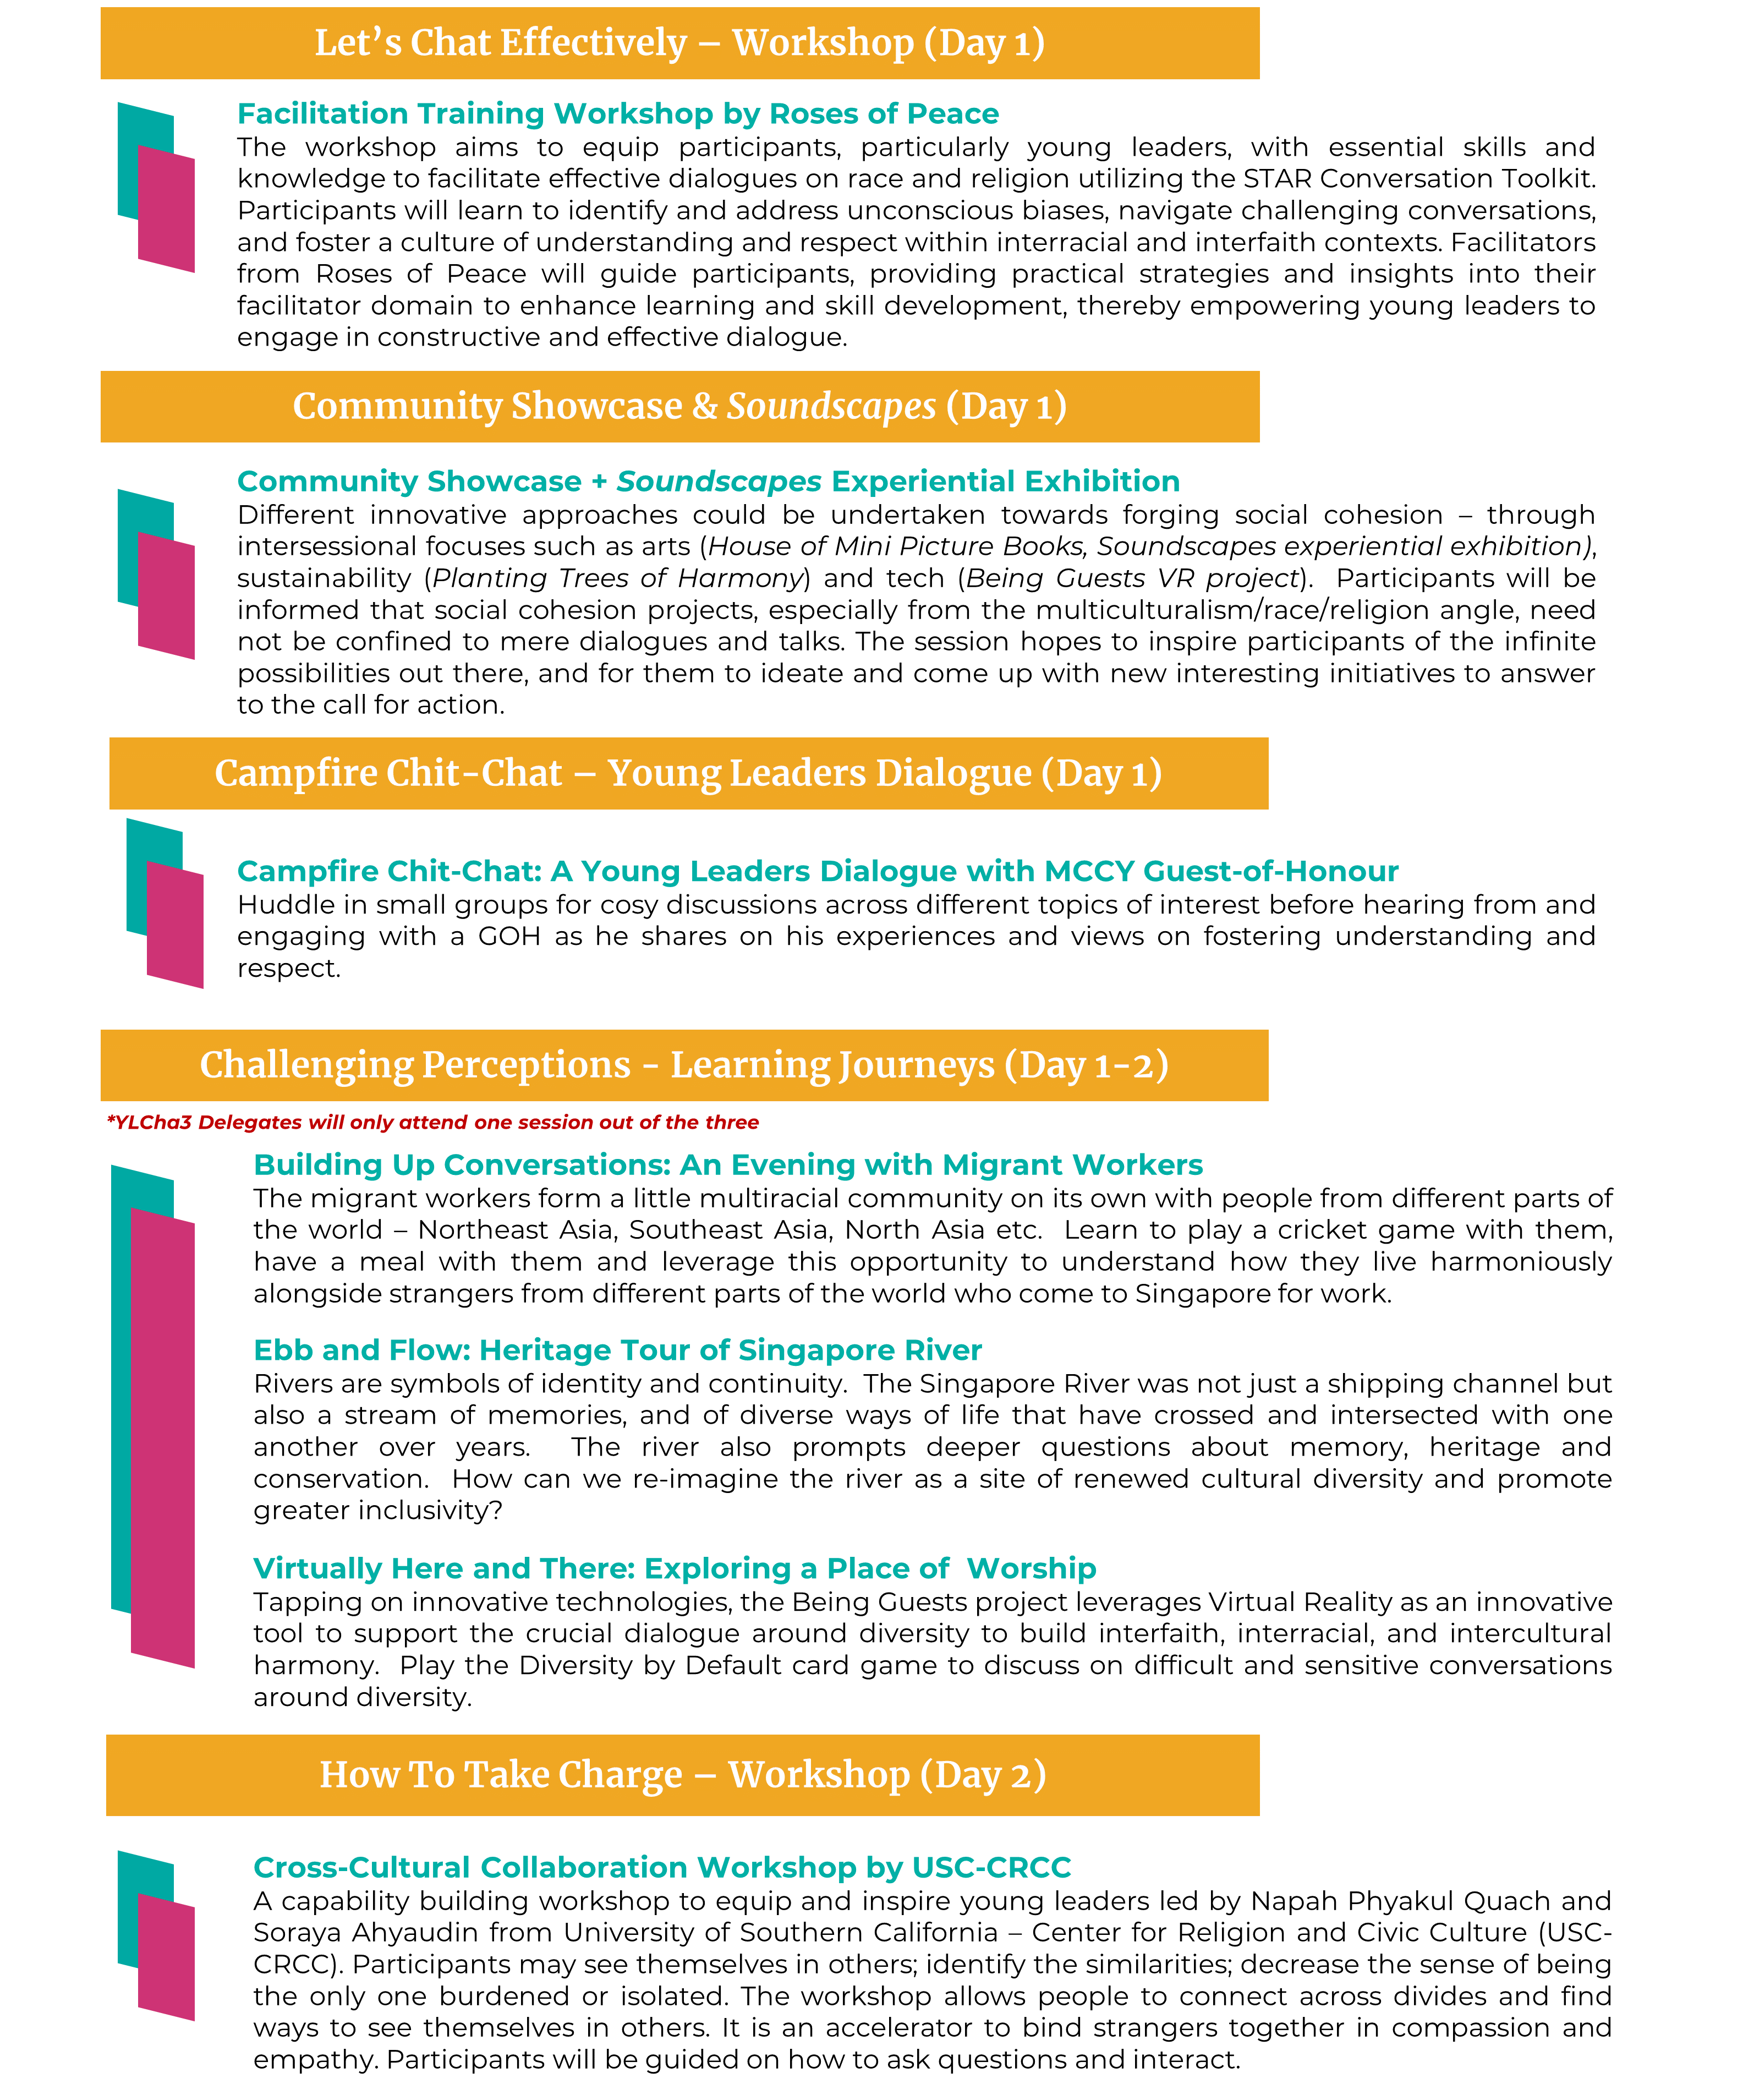 Let’s Chat Effectively – Workshop (Day 1)
Facilitation Training Workshop by Roses of Peace
The workshop aims to equip participants, particularly young leaders, with essential skills and
knowledge to facilitate effective dialogues on race and religion utilizing the STAR Conversation Toolkit.
Participants will learn to identify and address unconscious biases, navigate challenging conversations,
and foster a culture of understanding and respect within interracial and interfaith contexts. Facilitators
from Roses of Peace will guide participants, providing practical strategies and insights into their
facilitator domain to enhance learning and skill development, thereby empowering young leaders to
engage in constructive and effective dialogue.
Community Showcase & Soundscapes (Day 1)
Community Showcase + Soundscapes Experiential Exhibition
Different innovative approaches could be undertaken towards forging social cohesion – through
intersessional focuses such as arts (House of Mini Picture Books, Soundscapes experiential exhibition),
sustainability (Planting Trees of Harmony) and tech (Being Guests VR project). Participants will be
informed that social cohesion projects, especially from the multiculturalism/race/religion angle, need
not be confined to mere dialogues and talks. The session hopes to inspire participants of the infinite
possibilities out there, and for them to ideate and come up with new interesting initiatives to answer
to the call for action.
Campfire Chit-Chat – Young Leaders Dialogue (Day 1)
Campfire Chit-Chat: A Young Leaders Dialogue with MCCY Guest-of-Honour
Huddle in small groups for cosy discussions across different topics of interest before hearing from and
engaging with a GOH as he shares on his experiences and views on fostering understanding and
respect.
Challenging Perceptions - Learning Journeys (Day 1-2)
*YLCha3 Delegates will only attend one session out of the three
Building Up Conversations: An Evening with Migrant Workers
The migrant workers form a little multiracial community on its own with people from different parts of
the world – Northeast Asia, Southeast Asia, North Asia etc. Learn to play a cricket game with them,
have a meal with them and leverage this opportunity to understand how they live harmoniously
alongside strangers from different parts of the world who come to Singapore for work.
Ebb and Flow: Heritage Tour of Singapore River
Rivers are symbols of identity and continuity. The Singapore River was not just a shipping channel but
also a stream of memories, and of diverse ways of life that have crossed and intersected with one
another over years. The river also prompts deeper questions about memory, heritage and
conservation. How can we re-imagine the river as a site of renewed cultural diversity and promote
greater inclusivity?
Virtually Here and There: Exploring a Place of Worship
Tapping on innovative technologies, the Being Guests project leverages Virtual Reality as an innovative
tool to support the crucial dialogue around diversity to build interfaith, interracial, and intercultural
harmony. Play the Diversity by Default card game to discuss on difficult and sensitive conversations
around diversity.
How To Take Charge – Workshop (Day 2)
Cross-Cultural Collaboration Workshop by USC-CRCC
A capability building workshop to equip and inspire young leaders led by Napah Phyakul Quach and
Soraya Ahyaudin from University of Southern California – Center for Religion and Civic Culture (USC-
CRCC). Participants may see themselves in others; identify the similarities; decrease the sense of being
the only one burdened or isolated. The workshop allows people to connect across divides and find
ways to see themselves in others. It is an accelerator to bind strangers together in compassion and
empathy. Participants will be guided on how to ask questions and interact.